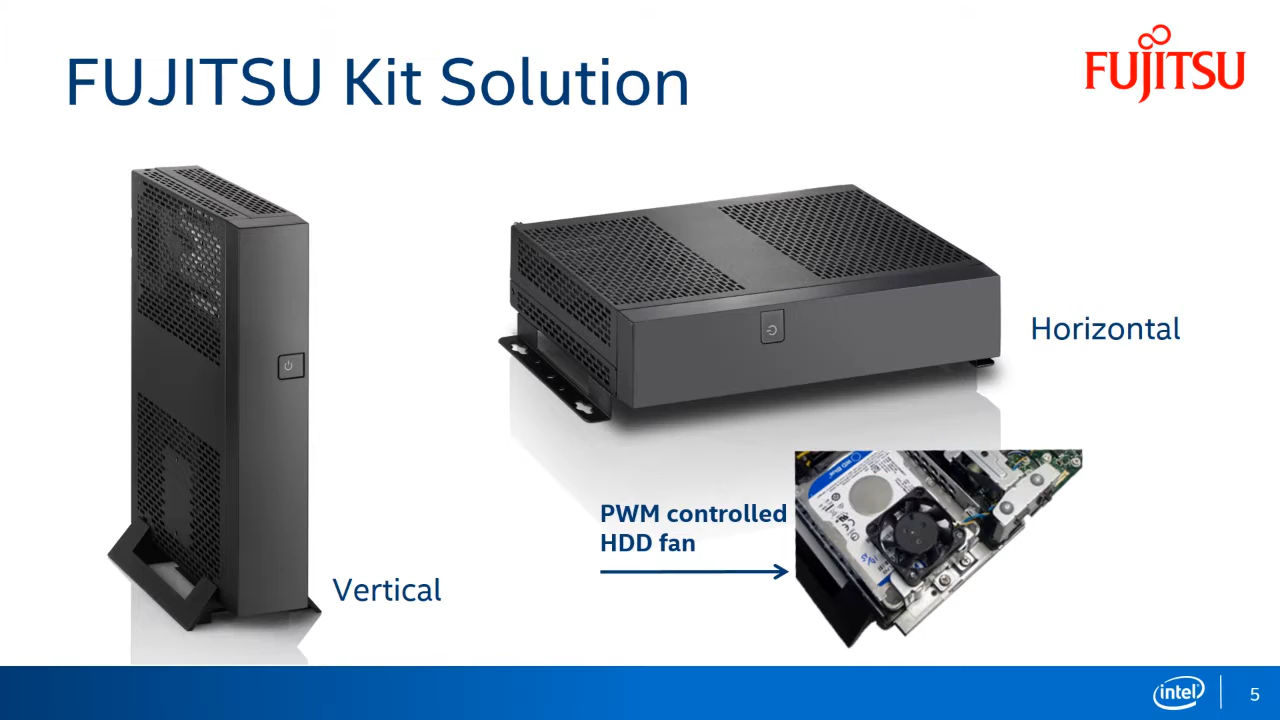 FUJITSU Kit Solution
FUJITSU
Horizontal
PWM controlled
HDD fan
Vertical
intel
5